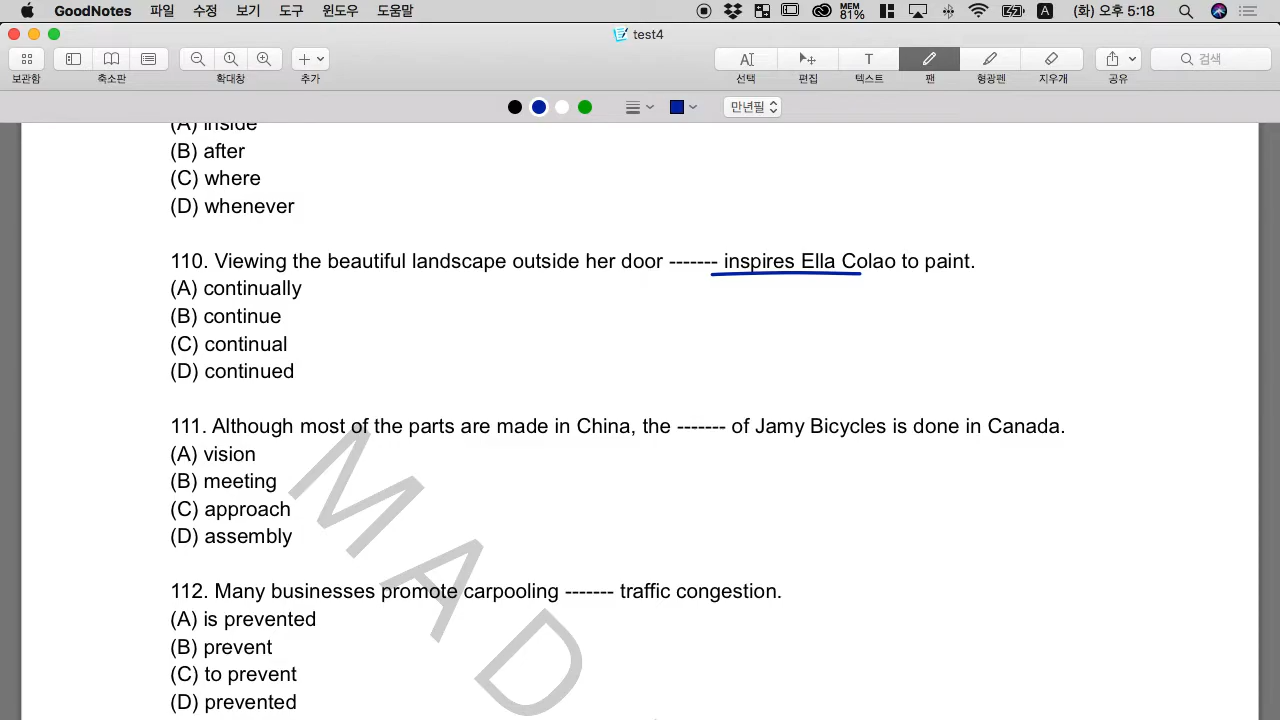 GoodNotes 파일 수정 보기 도구 윈도우 도움말 MEM 81% A (화) 오후 5:18
test4
보관함 축소판 확대창 추가 선택 편집 텍스트 펜 형광펜 지우개 공유 검색
만년필
(A) inside
(B) after
(C) where
(D) whenever
110. Viewing the beautiful landscape outside her door ------- inspires Ella Colao to paint.
(A) continually
(B) continue
(C) continual
(D) continued
111. Although most of the parts are made in China, the ------- of Jamy Bicycles is done in Canada.
(A) vision
(B) meeting
(C) approach
(D) assembly
112. Many businesses promote carpooling ------- traffic congestion.
(A) is prevented
(B) prevent
(C) to prevent
(D) prevented
MAD